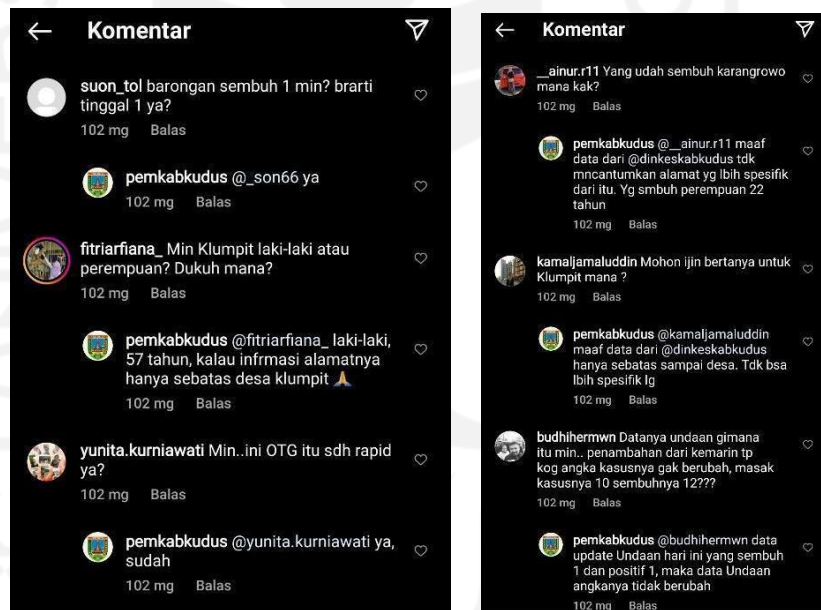 Komentar
suon_tol barongan sembuh 1 min? brarti
tinggal 1 ya?
102 mg Balas
pemkabkudus @_son66 ya
102 mg Balas
fitriarfiana_ Min Klumpit laki-laki atau
perempuan? Dukuh mana?
102 mg Balas
pemkabkudus @fitriarfiana_ laki-laki,
57 tahun, kalau infrmasi alamatnya
hanya sebatas desa klumpit 🙏
102 mg Balas
yunita.kurniawati Min..ini OTG itu sdh rapid
ya?
102 mg Balas
pemkabkudus @yunita.kurniawati ya,
sudah
102 mg Balas
Komentar
__ainur.r11 Yang udah sembuh karangrowo
mana kak?
102 mg Balas
pemkabkudus @__ainur.r11 maaf
data dari @dinkeskabkudus tdk
mncantumkan alamat yg lbih spesifik
dari itu. Yg smbuh perempuan 22
tahun
102 mg Balas
kamaljamaluddin Mohon ijin bertanya untuk
Klumpit mana ?
102 mg Balas
pemkabkudus @kamaljamaluddin
maaf data dari @dinkeskabkudus
hanya sebatas sampai desa. Tdk bsa
lbih spesifik lg
102 mg Balas
budhihermwn Datanya undaan gimana
itu min.. penambahan dari kemarin tp
kog angka kasusnya gak berubah, masak
kasusnya 10 sembuhnya 12???
102 mg Balas
pemkabkudus @budhihermwn data
update Undaan hari ini yang sembuh
1 dan positif 1, maka data Undaan
angkanya tidak berubah
102 mg Balas